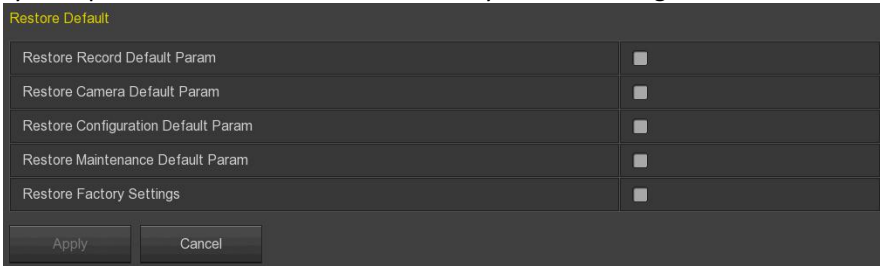 Restore Default
Restore Record Default Param
Restore Camera Default Param
Restore Configuration Default Param
Restore Maintenance Default Param
Restore Factory Settings
Apply Cancel